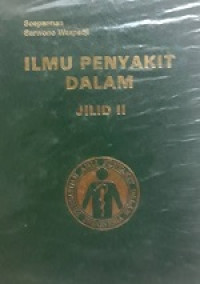 Soeparman
Sarwono Waspadji
ILMU PENYAKIT
DALAM
JILID II